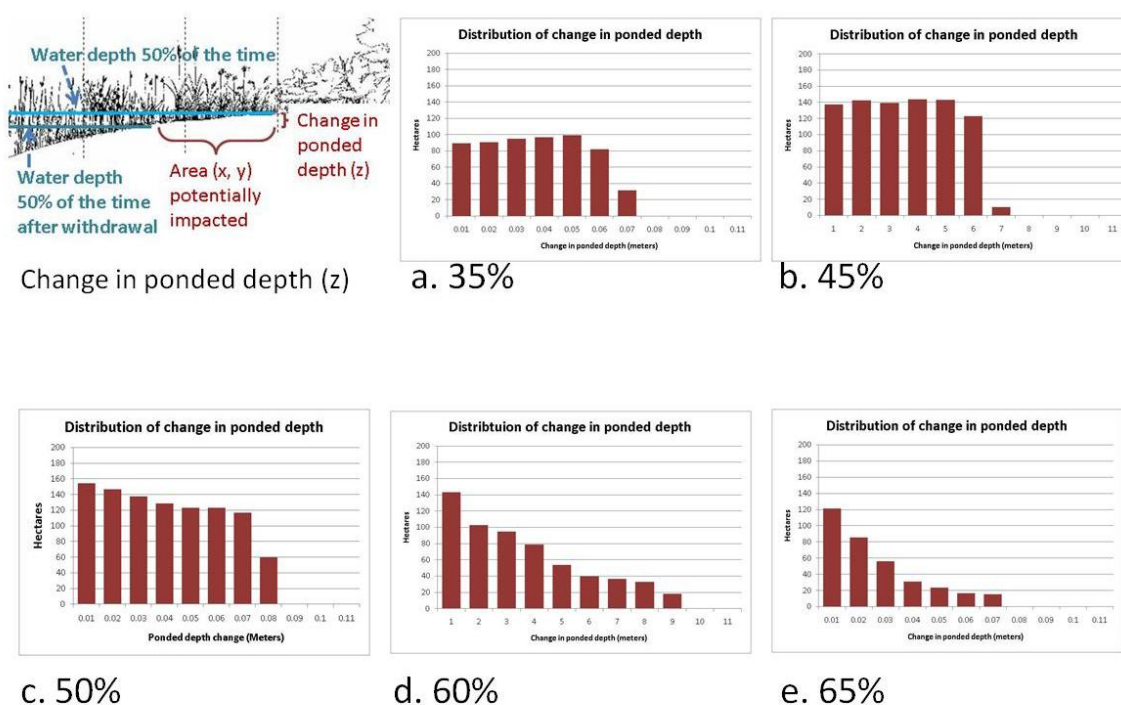 Water depth 50% of the time
Change in
ponded
depth (z)
Area (x, y)
potentially
impacted
Water depth
50% of the time
after withdrawal
Change in ponded depth (z)
Distribution of change in ponded depth
Hectares
200
180
160
140
120
100
80
60
40
20
0
0.01 0.02 0.03 0.04 0.05 0.06 0.07 0.08 0.09 0.1 0.11
Change in ponded depth (meters)
a. 35%
Distribution of change in ponded depth
Hectares
200
180
160
140
120
100
80
60
40
20
0
1 2 3 4 5 6 7 8 9 10 11
Change in ponded depth (meters)
b. 45%
Distribution of change in ponded depth
Hectares
200
180
160
140
120
100
80
60
40
20
0
0.01 0.02 0.03 0.04 0.05 0.06 0.07 0.08 0.09 0.1 0.11
Ponded depth change (Meters)
c. 50%
Distribtuion of change in ponded depth
Hectares
200
180
160
140
120
100
80
60
40
20
0
1 2 3 4 5 6 7 8 9 10 11
Change in ponded depth (meters)
d. 60%
Distribution of change in ponded depth
Hectares
200
180
160
140
120
100
80
60
40
20
0
0.01 0.02 0.03 0.04 0.05 0.06 0.07 0.08 0.09 0.1 0.11
Change in ponded depth (meters)
e. 65%